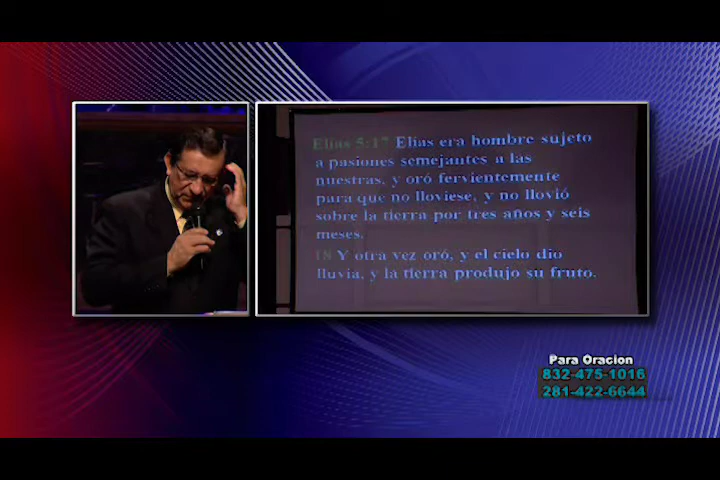 Elías 5:17 Elías era hombre sujeto
a pasiones semejantes a las
nuestras, y oró fervientemente
para que no lloviese, y no llovió
sobre la tierra por tres años y seis
meses.
18 Y otra vez oró, y el cielo dio
lluvia, y la tierra produjo su fruto.
Para Oracion
832-475-1016
281-422-6644